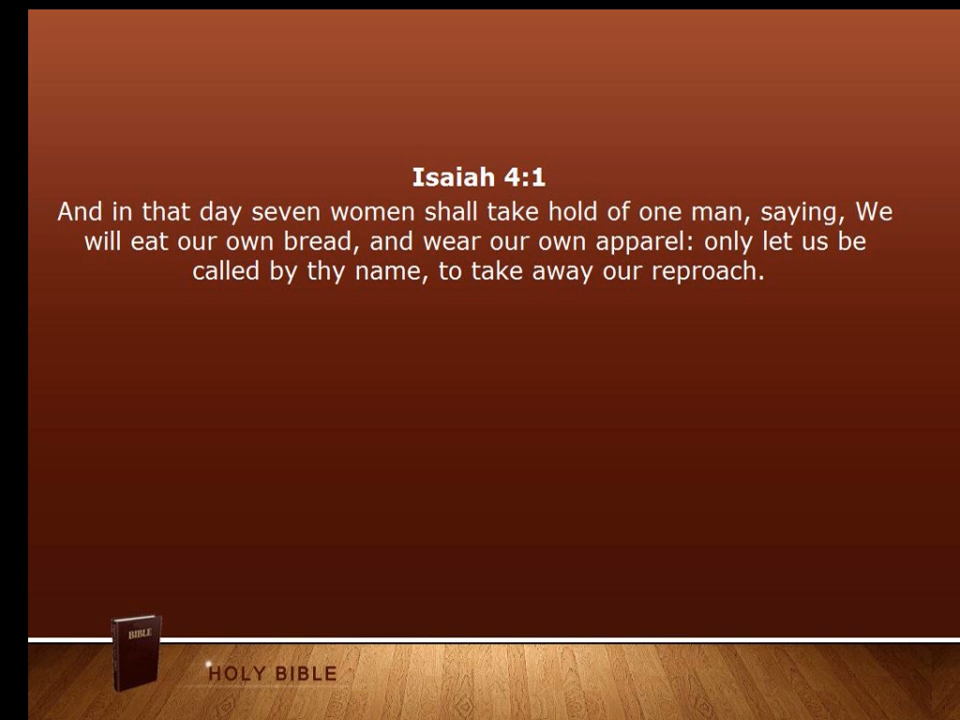 Isaiah 4:1
And in that day seven women shall take hold of one man, saying, We
will eat our own bread, and wear our own apparel: only let us be
called by thy name, to take away our reproach.
BIBLE
HOLY BIBLE